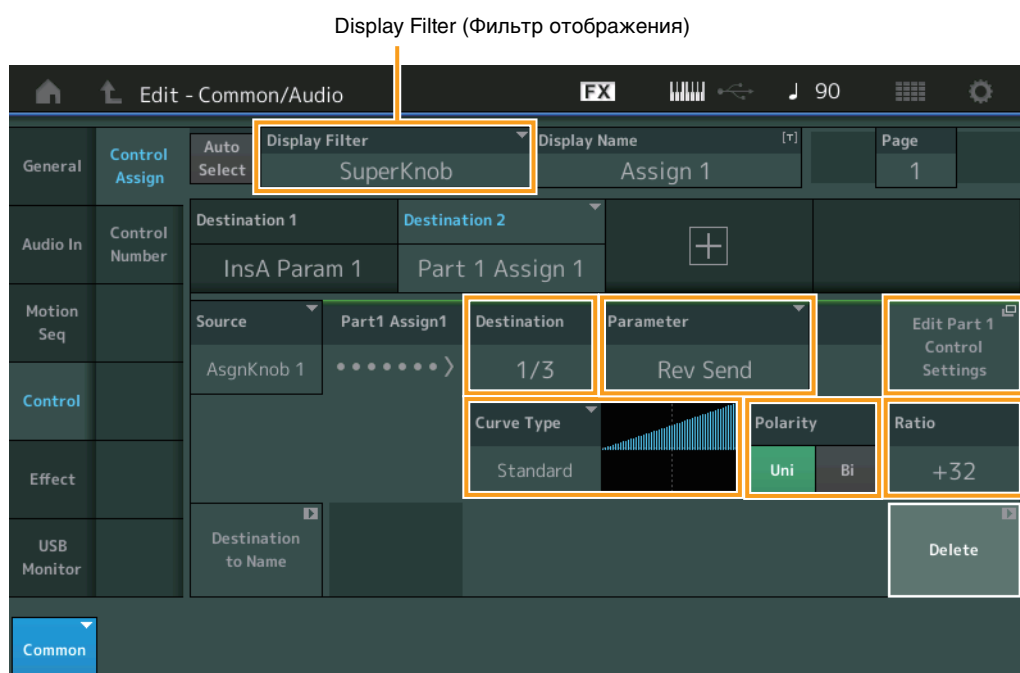 Display Filter (Фильтр отображения)
Edit - Common/Audio
FX
90
General
Control
Assign
Auto
Select
Display Filter
SuperKnob
Display Name
[T]
Assign 1
Page
1
Audio In
Control
Number
Destination 1
InsA Param 1
Destination 2
Part 1 Assign 1
Motion
Seq
Source
AsgnKnob 1
Part1 Assign1
Destination
1/3
Parameter
Rev Send
Edit Part 1
Control
Settings
Control
Curve Type
Standard
Polarity
Uni
Bi
Ratio
+32
Effect
USB
Monitor
Destination
to Name
Delete
Common